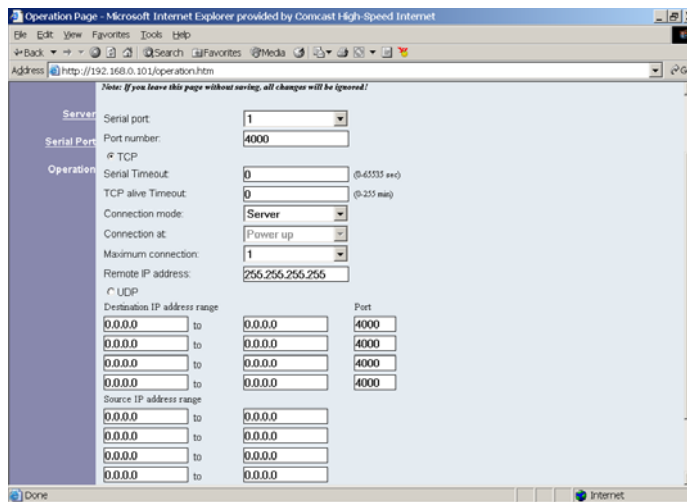 Operation Page - Microsoft Internet Explorer provided by Comcast High-Speed Internet
File Edit View Favorites Tools Help
Back Search Favorites Media
Address http://192.168.0.101/operation.htm
Note: If you leave this page without saving, all changes will be ignored!
Server
Serial Port
Operation
Serial port: 1
Port number: 4000
TCP
Serial Timeout: 0 (0-65535 sec)
TCP alive Timeout: 0 (0-255 min)
Connection mode: Server
Connection at: Power up
Maximum connection: 1
Remote IP address: 255.255.255.255
UDP
Destination IP address range Port
0.0.0.0 to 0.0.0.0 4000
0.0.0.0 to 0.0.0.0 4000
0.0.0.0 to 0.0.0.0 4000
0.0.0.0 to 0.0.0.0 4000
Source IP address range
0.0.0.0 to 0.0.0.0
0.0.0.0 to 0.0.0.0
0.0.0.0 to 0.0.0.0
0.0.0.0 to 0.0.0.0
Done Internet